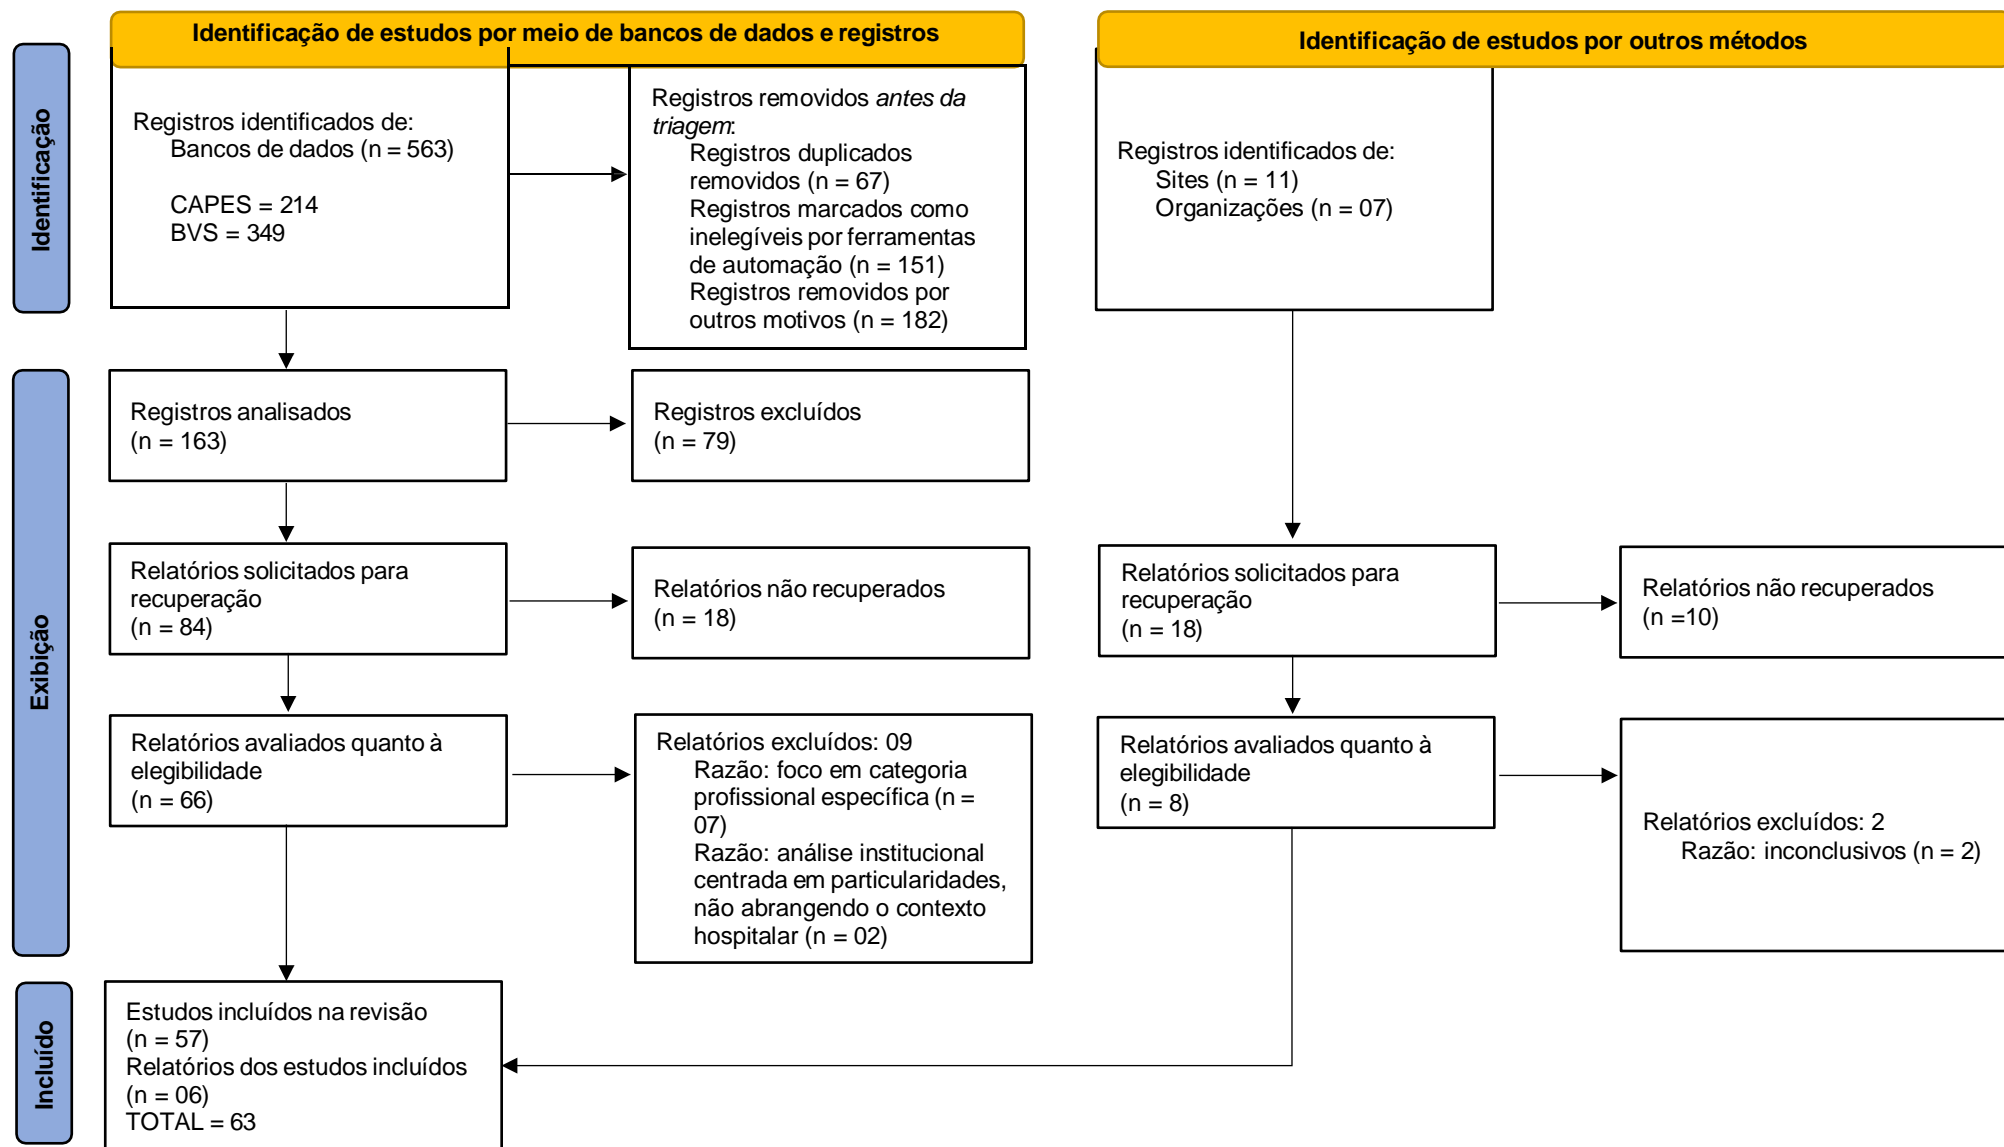 Identificação de estudos por meio de bancos de dados e registros
Identificação de estudos por outros métodos
Identificação
Registros identificados de:
Bancos de dados (n = 563)
CAPES = 214
BVS = 349
Registros removidos antes da
triagem:
Registros duplicados
removidos (n = 67)
Registros marcados como
inelegíveis por ferramentas
de automação (n = 151)
Registros removidos por
outros motivos (n = 182)
Registros identificados de:
Sites (n = 11)
Organizações (n = 07)
Exibição
Registros analisados
(n = 163)
Registros excluídos
(n = 79)
Relatórios solicitados para
recuperação
(n = 84)
Relatórios não recuperados
(n = 18)
Relatórios solicitados para
recuperação
(n = 18)
Relatórios não recuperados
(n =10)
Relatórios avaliados quanto à
elegibilidade
(n = 66)
Relatórios excluídos: 09
Razão: foco em categoria
profissional específica (n =
07)
Razão: análise institucional
centrada em particularidades,
não abrangendo o contexto
hospitalar (n = 02)
Relatórios avaliados quanto à
elegibilidade
(n = 8)
Relatórios excluídos: 2
Razão: inconclusivos (n = 2)
Incluído
Estudos incluídos na revisão
(n = 57)
Relatórios dos estudos incluídos
(n = 06)
TOTAL = 63